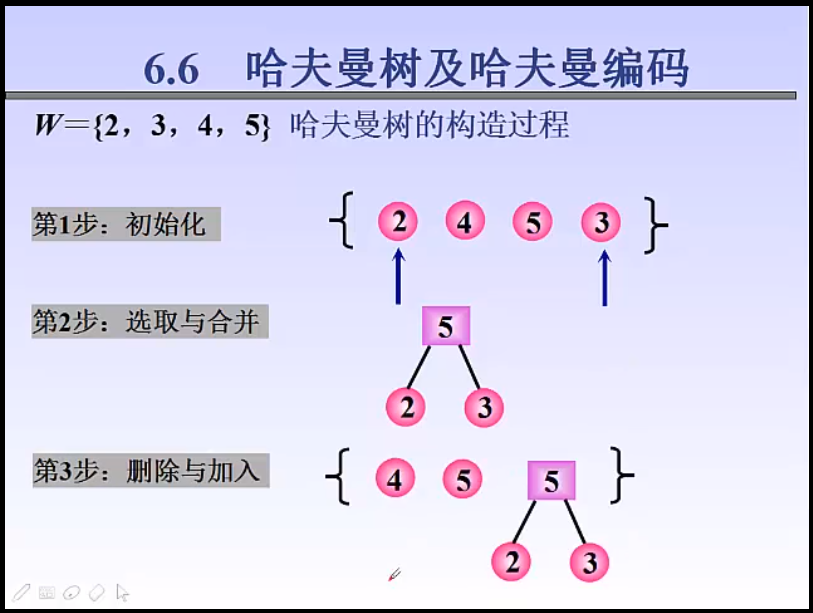 6.6 哈夫曼树及哈夫曼编码
W={2，3，4，5} 哈夫曼树的构造过程
第1步：初始化
{ 2 4 5 3 }
第2步：选取与合并
5
2 3
第3步：删除与加入
{ 4 5 5 }
2 3